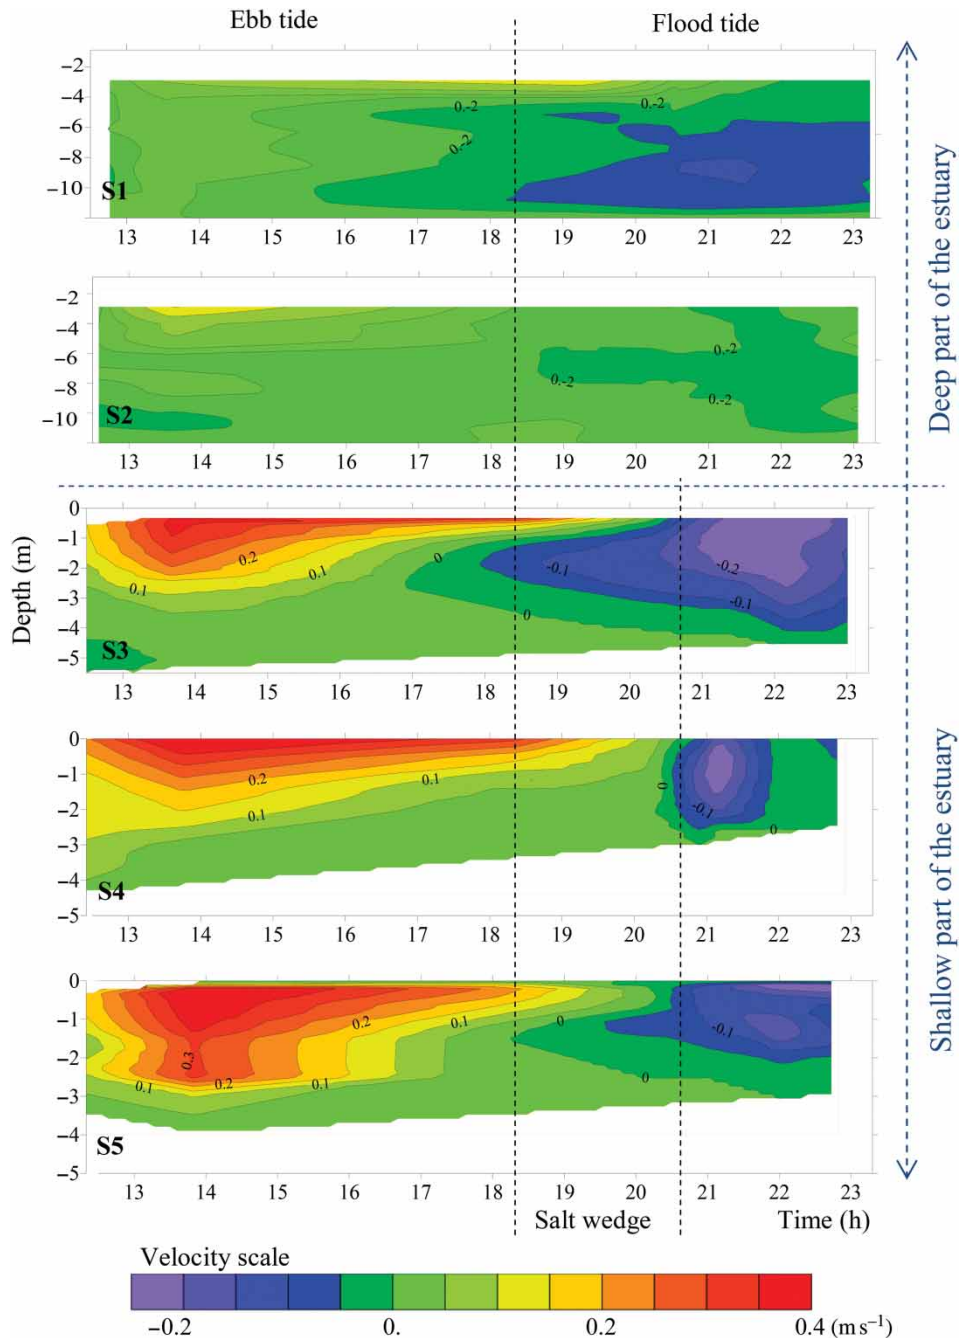 Ebb tide Flood tide
−2
−4
−6
−8
−10
S1
0.-2 0.-2
0.-2
13 14 15 16 17 18 19 20 21 22 23
−2
−4
−6
−8
−10
S2
0.-2
0.-2
0.-2
13 14 15 16 17 18 19 20 21 22 23
Deep part of the estuary
Depth (m)
0
−1
−2
−3
−4
−5
S3
0.2 0.1 0 -0.1 -0.2
0.1 0 -0.1
13 14 15 16 17 18 19 20 21 22 23
0
−1
−2
−3
−4
−5
S4
0.2 0.1 0 -0.1
0.1 0
13 14 15 16 17 18 19 20 21 22 23
Shallow part of the estuary
0
−1
−2
−3
−4
−5
S5
0.3 0.2 0.1 0 -0.1
0.1 0.2 0.1 0
13 14 15 16 17 18 19 20 21 22 23
Salt wedge Time (h)
Velocity scale
−0.2 0. 0.2 0.4 (m s−1)